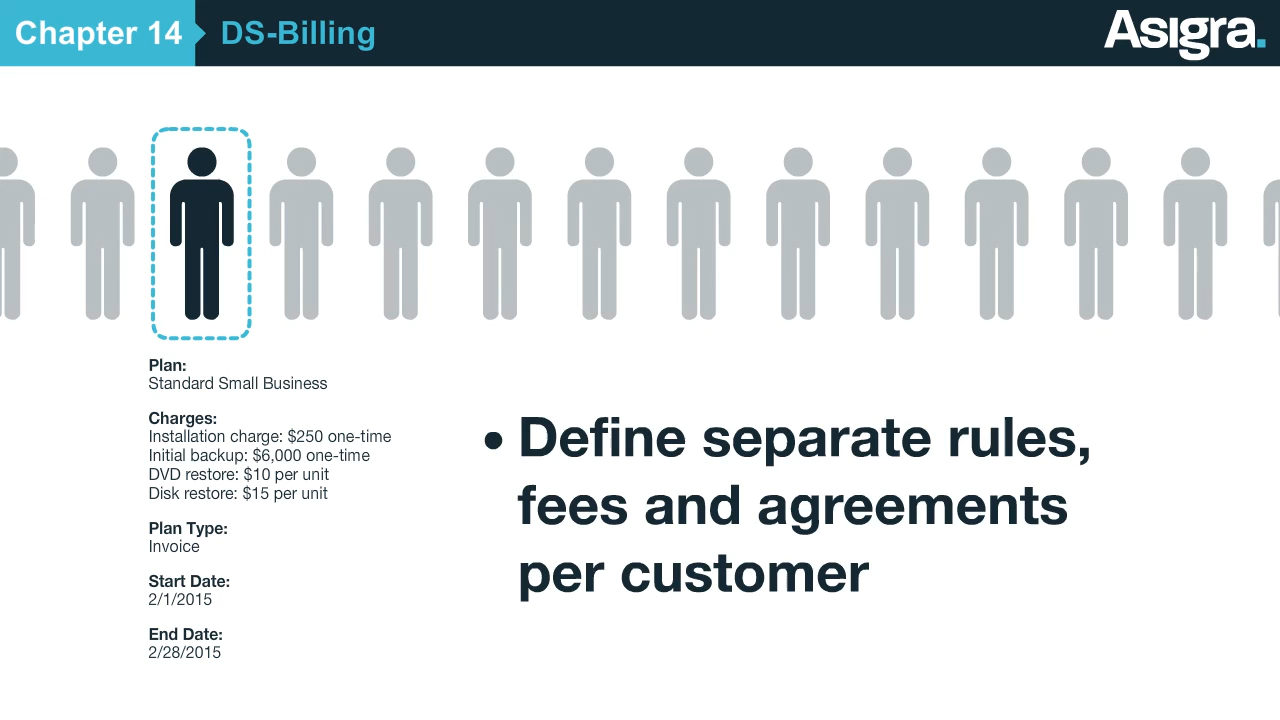 Chapter 14
DS-Billing
Asigra.
Plan:
Standard Small Business
Charges:
Installation charge: $250 one-time
Initial backup: $6,000 one-time
DVD restore: $10 per unit
Disk restore: $15 per unit
Plan Type:
Invoice
Start Date:
2/1/2015
End Date:
2/28/2015
• Define separate rules,
fees and agreements
per customer